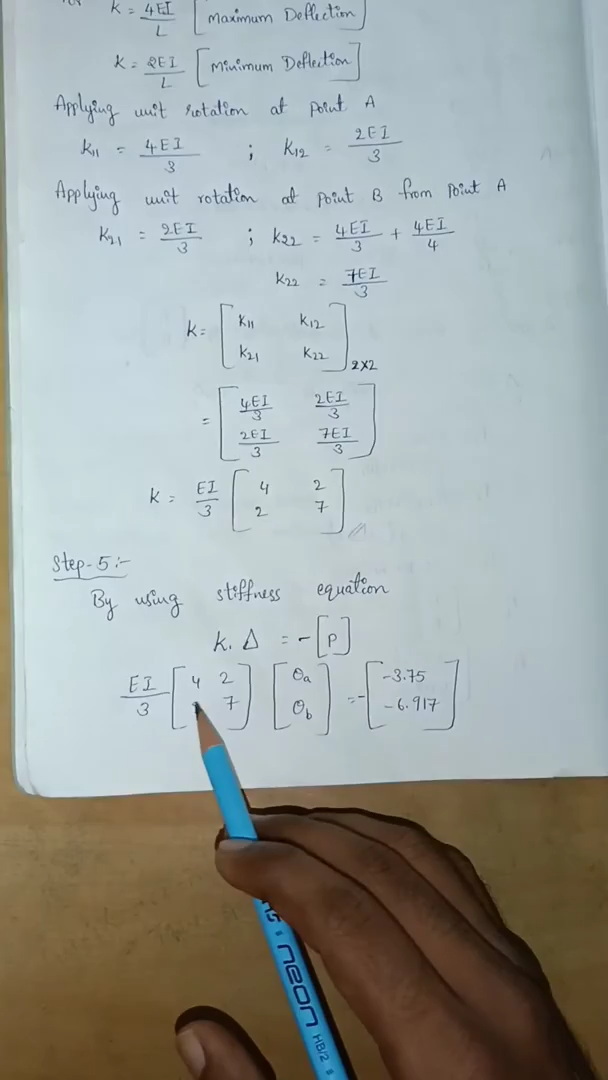 k = 4EI/L [Maximum Deflection]
k = 2EI/L [Minimum Deflection]
Applying unit rotation at point A
k11 = 4EI/3 ; k12 = 2EI/3
Applying unit rotation at point B from point A
k21 = 2EI/3 ; k22 = 4EI/3 + 4EI/4
k22 = 7EI/3
k = [k11 k12
k21 k22] 2X2
= [4EI/3 2EI/3
2EI/3 7EI/3]
k = EI/3 [4 2
2 7]
Step-5:-
By using stiffness equation
k. Δ = -[P]
EI/3 [4 2 [θa = -[-3.75
7] θb] -6.917]
neon
HB/2